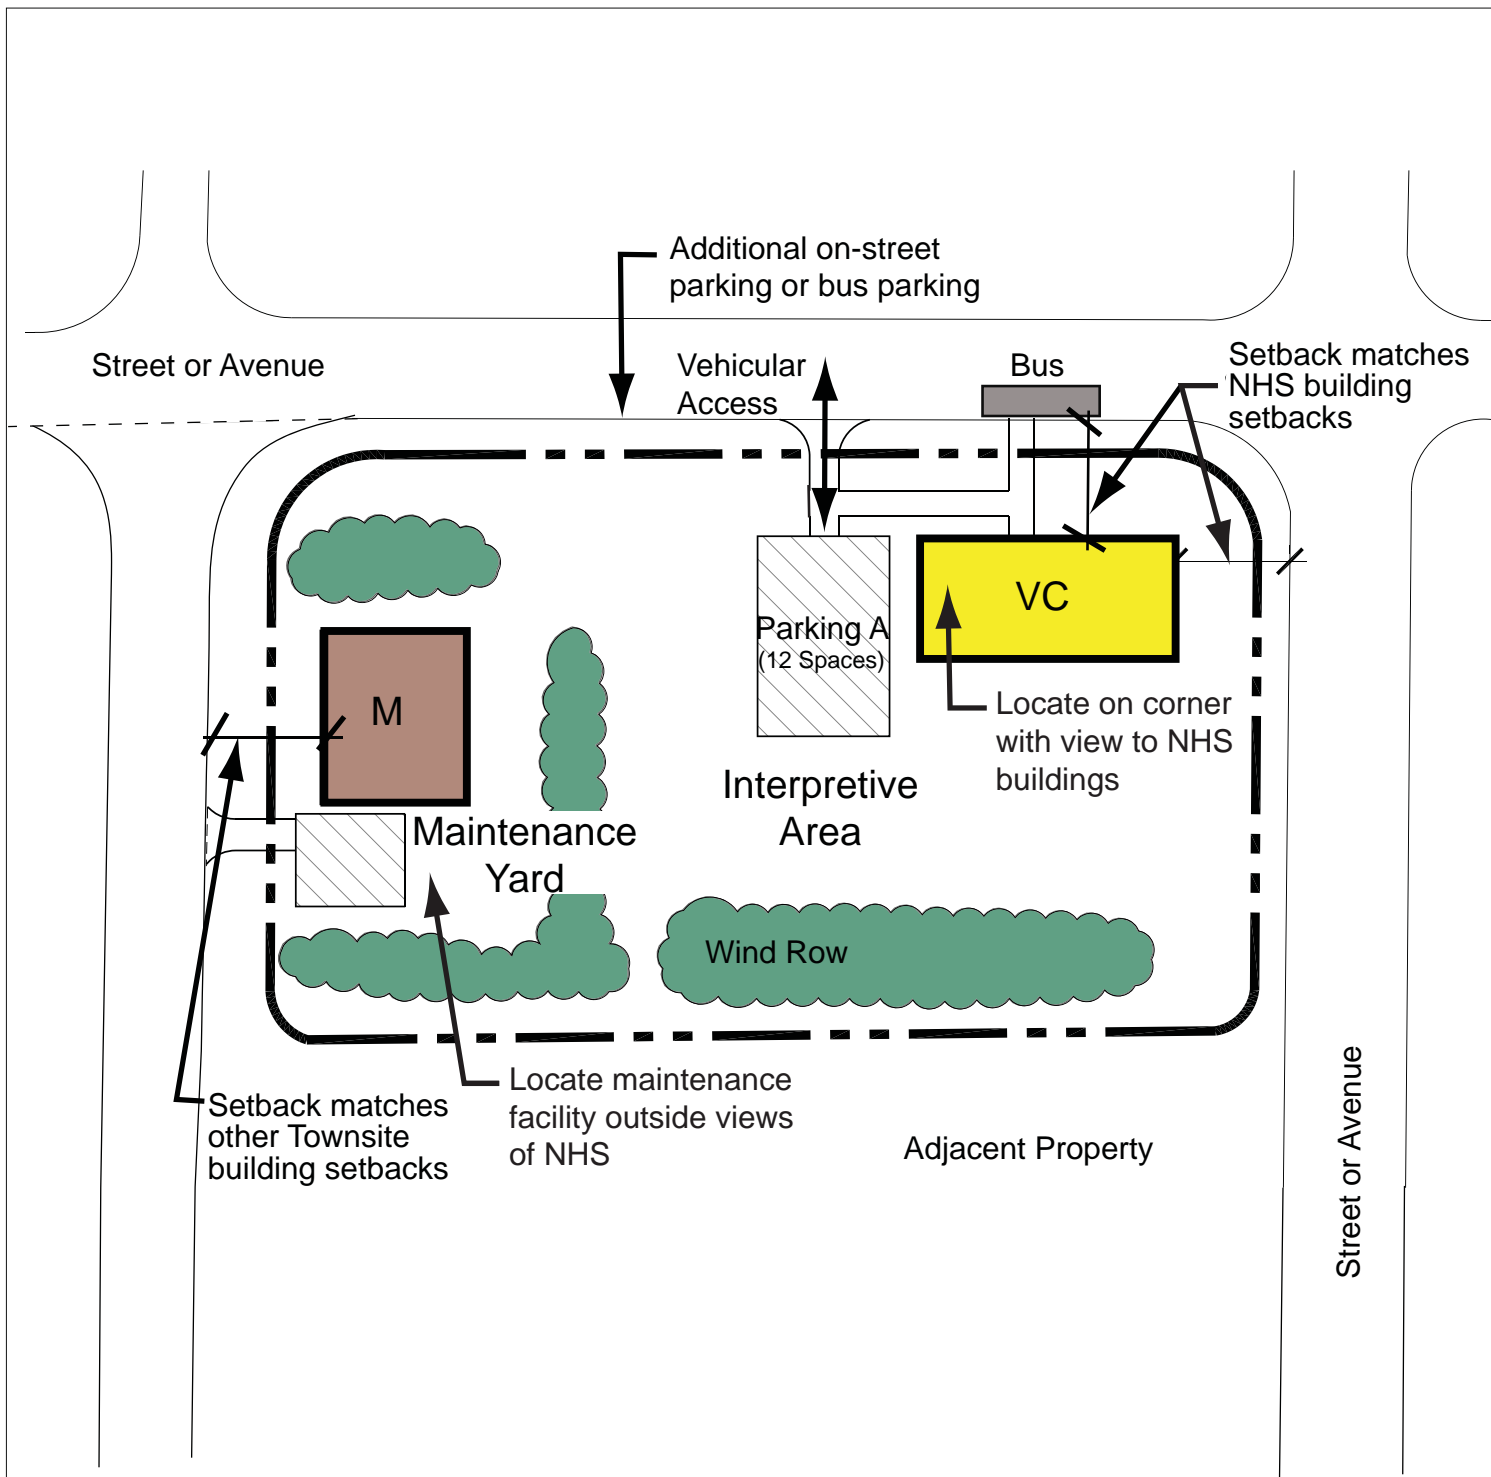 Additional on-street
parking or bus parking
Street or Avenue
Vehicular
Access
Bus
Setback matches
NHS building
setbacks
VC
Parking A
(12 Spaces)
M
Locate on corner
with view to NHS
buildings
Interpretive
Area
Maintenance
Yard
Wind Row
Setback matches
other Townsite
building setbacks
Locate maintenance
facility outside views
of NHS
Adjacent Property
Street or Avenue